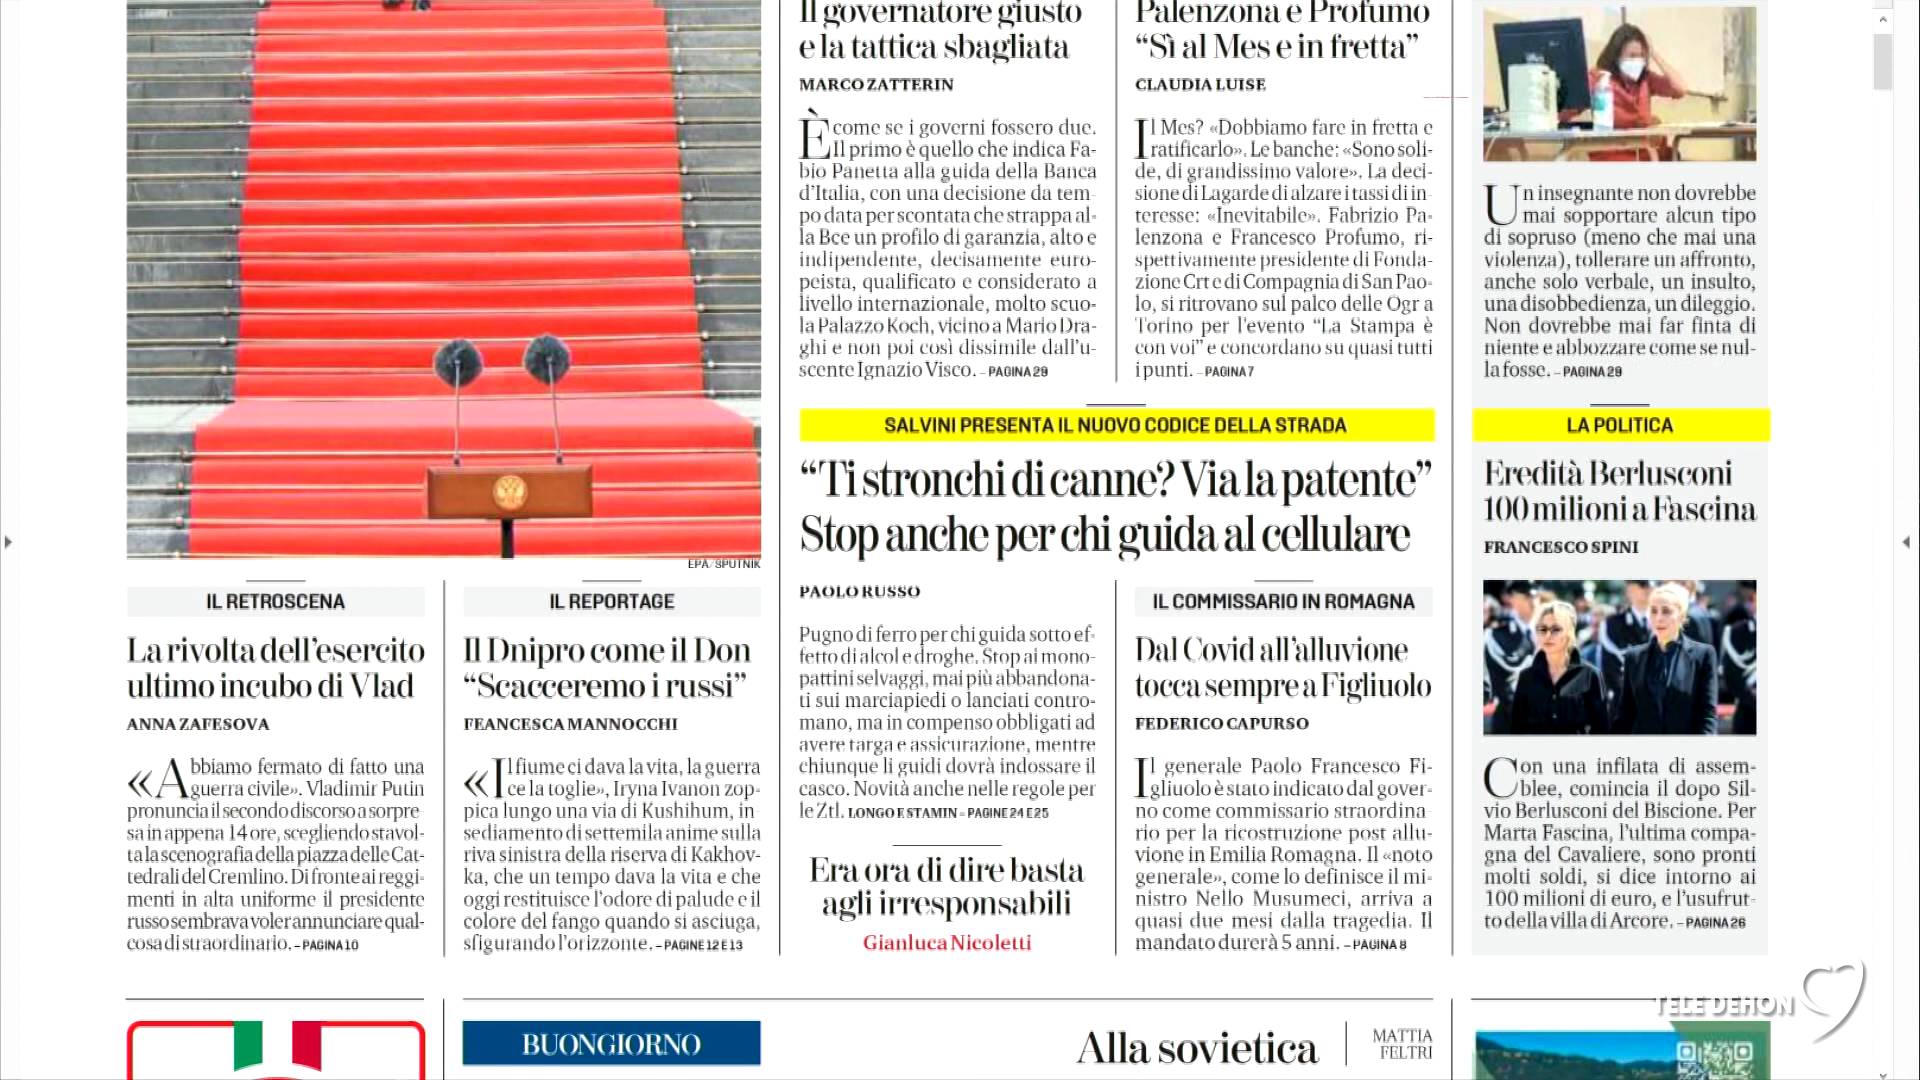 Il governatore giusto
e la tattica sbagliata
MARCO ZATTERIN
È come se i governi fossero due.
Il primo è quello che indica Fa-
bio Panetta alla guida della Banca
d'Italia, con una decisione da tem-
po data per scontata che strappa al-
la Bce un profilo di garanzia, alto e
indipendente, decisamente euro-
peista, qualificato e considerato a
livello internazionale, molto scuo-
la Palazzo Koch, vicino a Mario Dra-
ghi e non poi così dissimile dall'u-
scente Ignazio Visco. – PAGINA 29
Palenzona e Profumo
“Sì al Mes e in fretta”
CLAUDIA LUISE
Il Mes? «Dobbiamo fare in fretta e
ratificarlo». Le banche: «Sono soli-
de, di grandissimo valore». La deci-
sione di Lagarde di alzare i tassi di in-
teresse: «Inevitabile». Fabrizio Pa-
lenzona e Francesco Profumo, ri-
spettivamente presidente di Fonda-
zione Crt e di Compagnia di San Pao-
lo, si ritrovano sul palco delle Ogr a
Torino per l'evento “La Stampa è
con voi” e concordano su quasi tutti
i punti. – PAGINA 7
Un insegnante non dovrebbe
mai sopportare alcun tipo
di sopruso (meno che mai una
violenza), tollerare un affronto,
anche solo verbale, un insulto,
una disobbedienza, un dileggio.
Non dovrebbe mai far finta di
niente e abbozzare come se nul-
la fosse. – PAGINA 29
SALVINI PRESENTA IL NUOVO CODICE DELLA STRADA
“Ti stronchi di canne? Via la patente”
Stop anche per chi guida al cellulare
PAOLO RUSSO
Pugno di ferro per chi guida sotto ef-
fetto di alcol e droghe. Stop ai mono-
pattini selvaggi, mai più abbandona-
ti sui marciapiedi o lanciati contro-
mano, ma in compenso obbligati ad
avere targa e assicurazione, mentre
chiunque li guidi dovrà indossare il
casco. Novità anche nelle regole per
le Ztl. LONGO E STAMIN – PAGINE 24 E 25
Era ora di dire basta
agli irresponsabili
Gianluca Nicoletti
IL COMMISSARIO IN ROMAGNA
Dal Covid all'alluvione
tocca sempre a Figliuolo
FEDERICO CAPURSO
Il generale Paolo Francesco Fi-
gliuolo è stato indicato dal gover-
no come commissario straordina-
rio per la ricostruzione post allu-
vione in Emilia Romagna. Il «noto
generale», come lo definisce il mi-
nistro Nello Musumeci, arriva a
quasi due mesi dalla tragedia. Il
mandato durerà 5 anni. – PAGINA 8
LA POLITICA
Eredità Berlusconi
100 milioni a Fascina
FRANCESCO SPINI
Con una infilata di assem-
blee, comincia il dopo Sil-
vio Berlusconi del Biscione. Per
Marta Fascina, l'ultima compa-
gna del Cavaliere, sono pronti
molti soldi, si dice intorno ai
100 milioni di euro, e l'usufrut-
to della villa di Arcore. – PAGINA 26
EPA/SPUTNIK
IL RETROSCENA
La rivolta dell'esercito
ultimo incubo di Vlad
ANNA ZAFESOVA
«Abbiamo fermato di fatto una
guerra civile». Vladimir Putin
pronuncia il secondo discorso a sorpre-
sa in appena 14 ore, scegliendo stavol-
ta la scenografia della piazza delle Cat-
tedrali del Cremlino. Di fronte ai reggi-
menti in alta uniforme il presidente
russo sembrava voler annunciare qual-
cosa di straordinario. – PAGINA 10
IL REPORTAGE
Il Dnipro come il Don
“Scacceremo i russi”
FRANCESCA MANNOCCHI
«Il fiume ci dava la vita, la guerra
ce la toglie», Iryna Ivanon zop-
pica lungo una via di Kushihum, in-
sediamento di settemila anime sulla
riva sinistra della riserva di Kakhov-
ka, che un tempo dava la vita e che
oggi restituisce l'odore di palude e il
colore del fango quando si asciuga,
sfigurando l'orizzonte. – PAGINE 12 E 13
BUONGIORNO
Alla sovietica
MATTIA
FELTRI
TELE DEHON